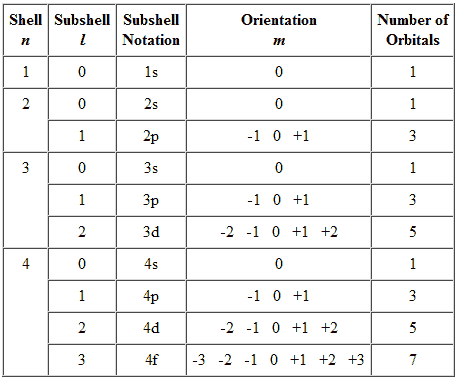 Shell Subshell Subshell Orientation Number of
n l Notation m Orbitals
1 0 1s 0 1
2 0 2s 0 1
1 2p -1 0 +1 3
3 0 3s 0 1
1 3p -1 0 +1 3
2 3d -2 -1 0 +1 +2 5
4 0 4s 0 1
1 4p -1 0 +1 3
2 4d -2 -1 0 +1 +2 5
3 4f -3 -2 -1 0 +1 +2 +3 7